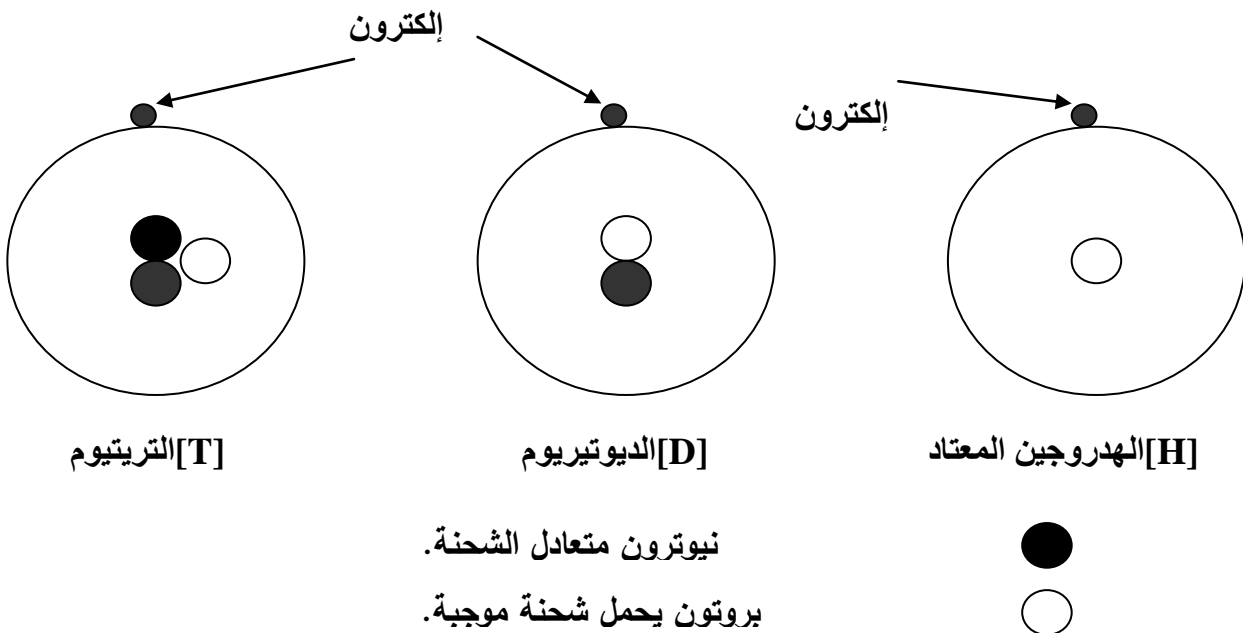 إلكترون
إلكترون
الهدروجين المعتاد[H]
الديوتيريوم[D]
التريتيوم[T]
نيوترون متعادل الشحنة.
بروتون يحمل شحنة موجبة.